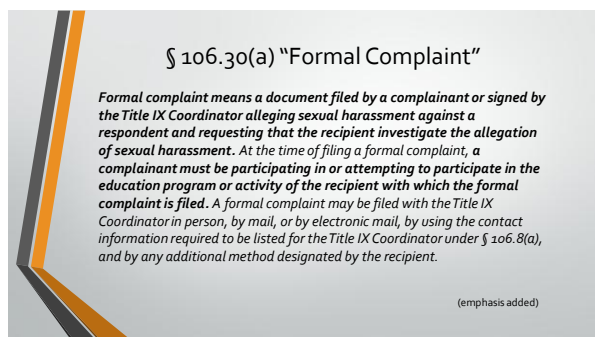 § 106.30(a) “Formal Complaint”
Formal complaint means a document filed by a complainant or signed by
the Title IX Coordinator alleging sexual harassment against a
respondent and requesting that the recipient investigate the allegation
of sexual harassment. At the time of filing a formal complaint, a
complainant must be participating in or attempting to participate in the
education program or activity of the recipient with which the formal
complaint is filed. A formal complaint may be filed with the Title IX
Coordinator in person, by mail, or by electronic mail, by using the contact
information required to be listed for the Title IX Coordinator under § 106.8(a),
and by any additional method designated by the recipient.
(emphasis added)